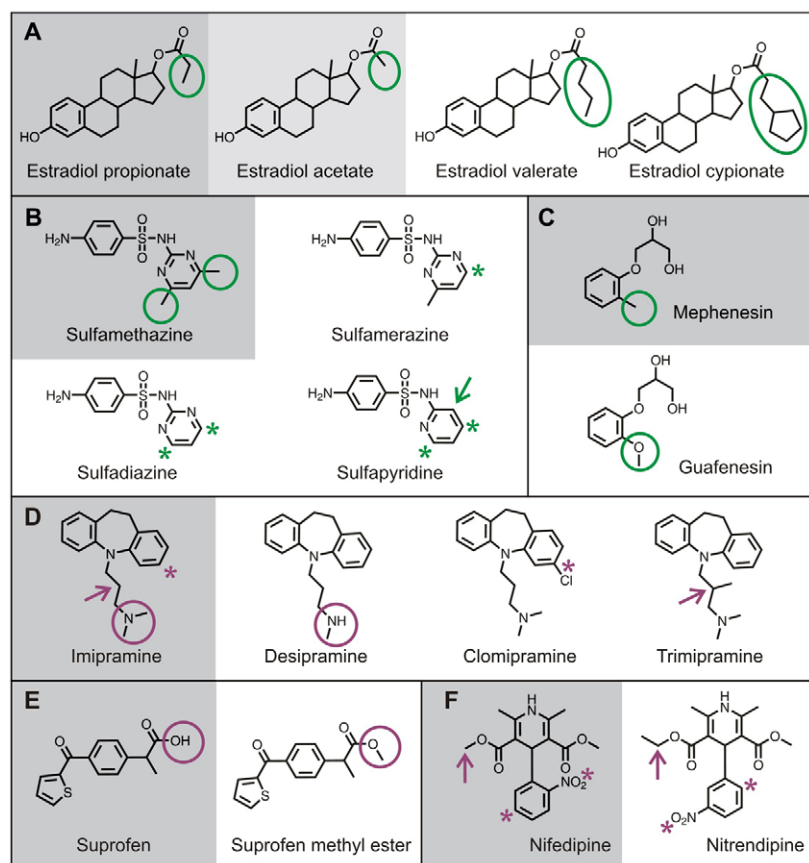 A
HO
O
O
Estradiol propionate
HO
O
O
Estradiol acetate
HO
O
O
Estradiol valerate
HO
O
O
Estradiol cypionate
B
H₂N
O
S
O
NH
N
N
Sulfamethazine
H₂N
O
S
O
NH
N
N
*
Sulfamerazine
H₂N
O
S
O
NH
N
N
*
*
Sulfadiazine
H₂N
O
S
O
NH
N
*
*
Sulfapyridine
C
OH
OH
O
Mephenesin
OH
OH
O
O
Guafenesin
D
N
*
N
Imipramine
N
NH
Desipramine
N
*
Cl
N
Clomipramine
N
N
Trimipramine
E
O
O
OH
S
Suprofen
O
O
O
S
Suprofen methyl ester
F
H
N
O
O
O
O
NO₂
*
*
Nifedipine
H
N
O
O
O
O
*
O₂N
*
Nitrendipine